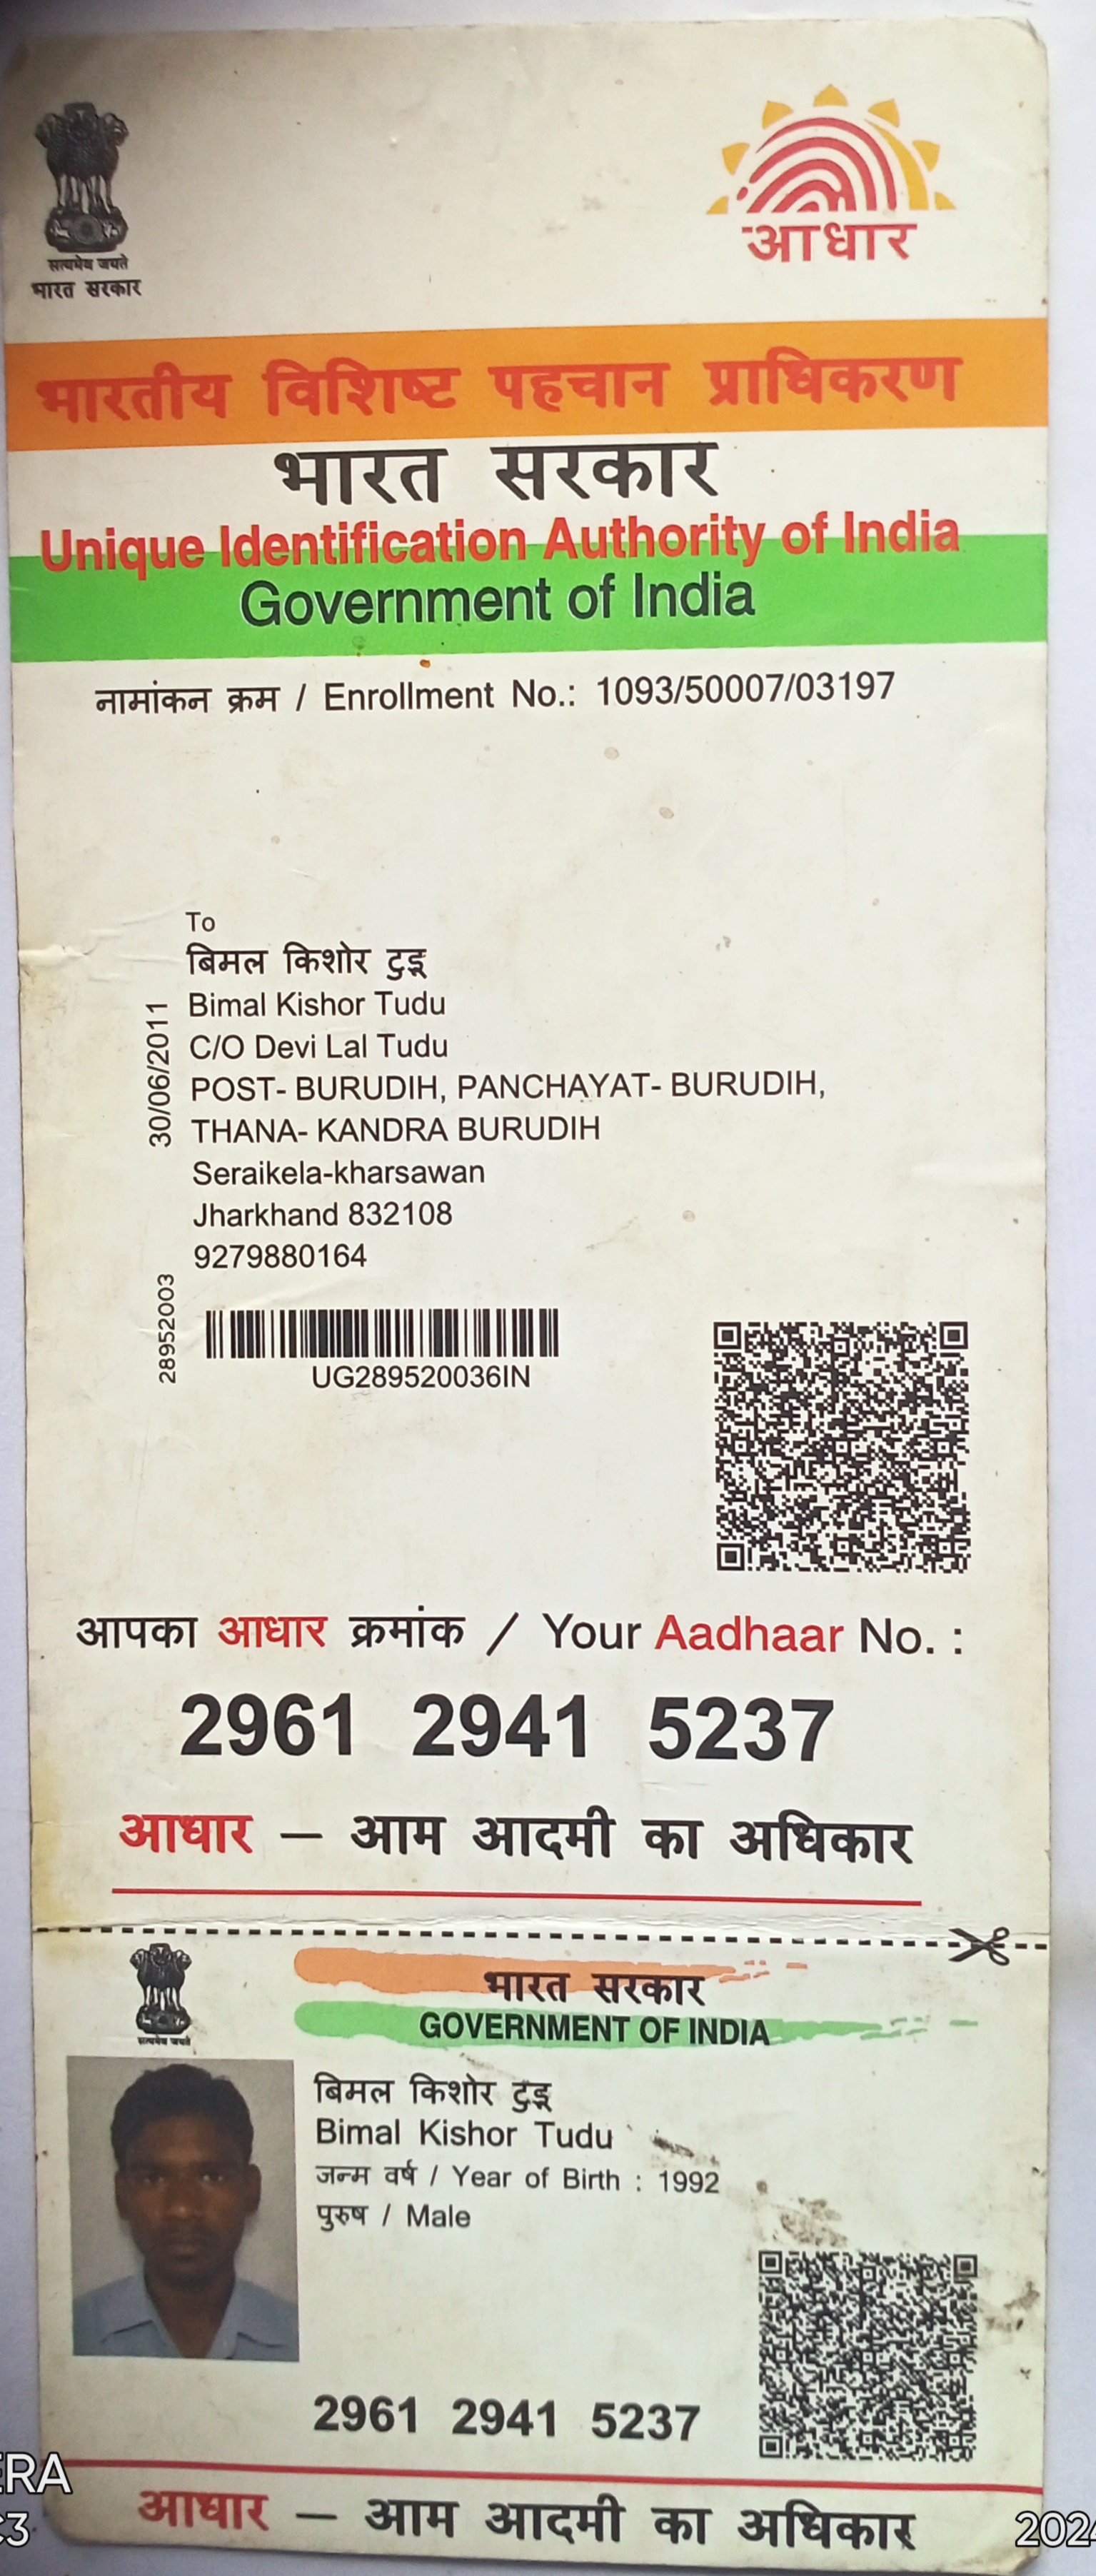 सत्यमेव जयते
भारत सरकार
आधार
भारतीय विशिष्ट पहचान प्राधिकरण
भारत सरकार
Unique Identification Authority of India
Government of India
नामांकन क्रम / Enrollment No.: 1093/50007/03197
To
बिमल किशोर टुडू
Bimal Kishor Tudu
C/O Devi Lal Tudu
POST- BURUDIH, PANCHAYAT- BURUDIH,
THANA- KANDRA BURUDIH
Seraikela-kharsawan
Jharkhand 832108
9279880164
30/06/2011
28952003
UG289520036IN
आपका आधार क्रमांक / Your Aadhaar No. :
2961 2941 5237
आधार — आम आदमी का अधिकार
सत्यमेव जयते
भारत सरकार
GOVERNMENT OF INDIA
बिमल किशोर टुडू
Bimal Kishor Tudu
जन्म वर्ष / Year of Birth : 1992
पुरुष / Male
2961 2941 5237
आधार — आम आदमी का अधिकार